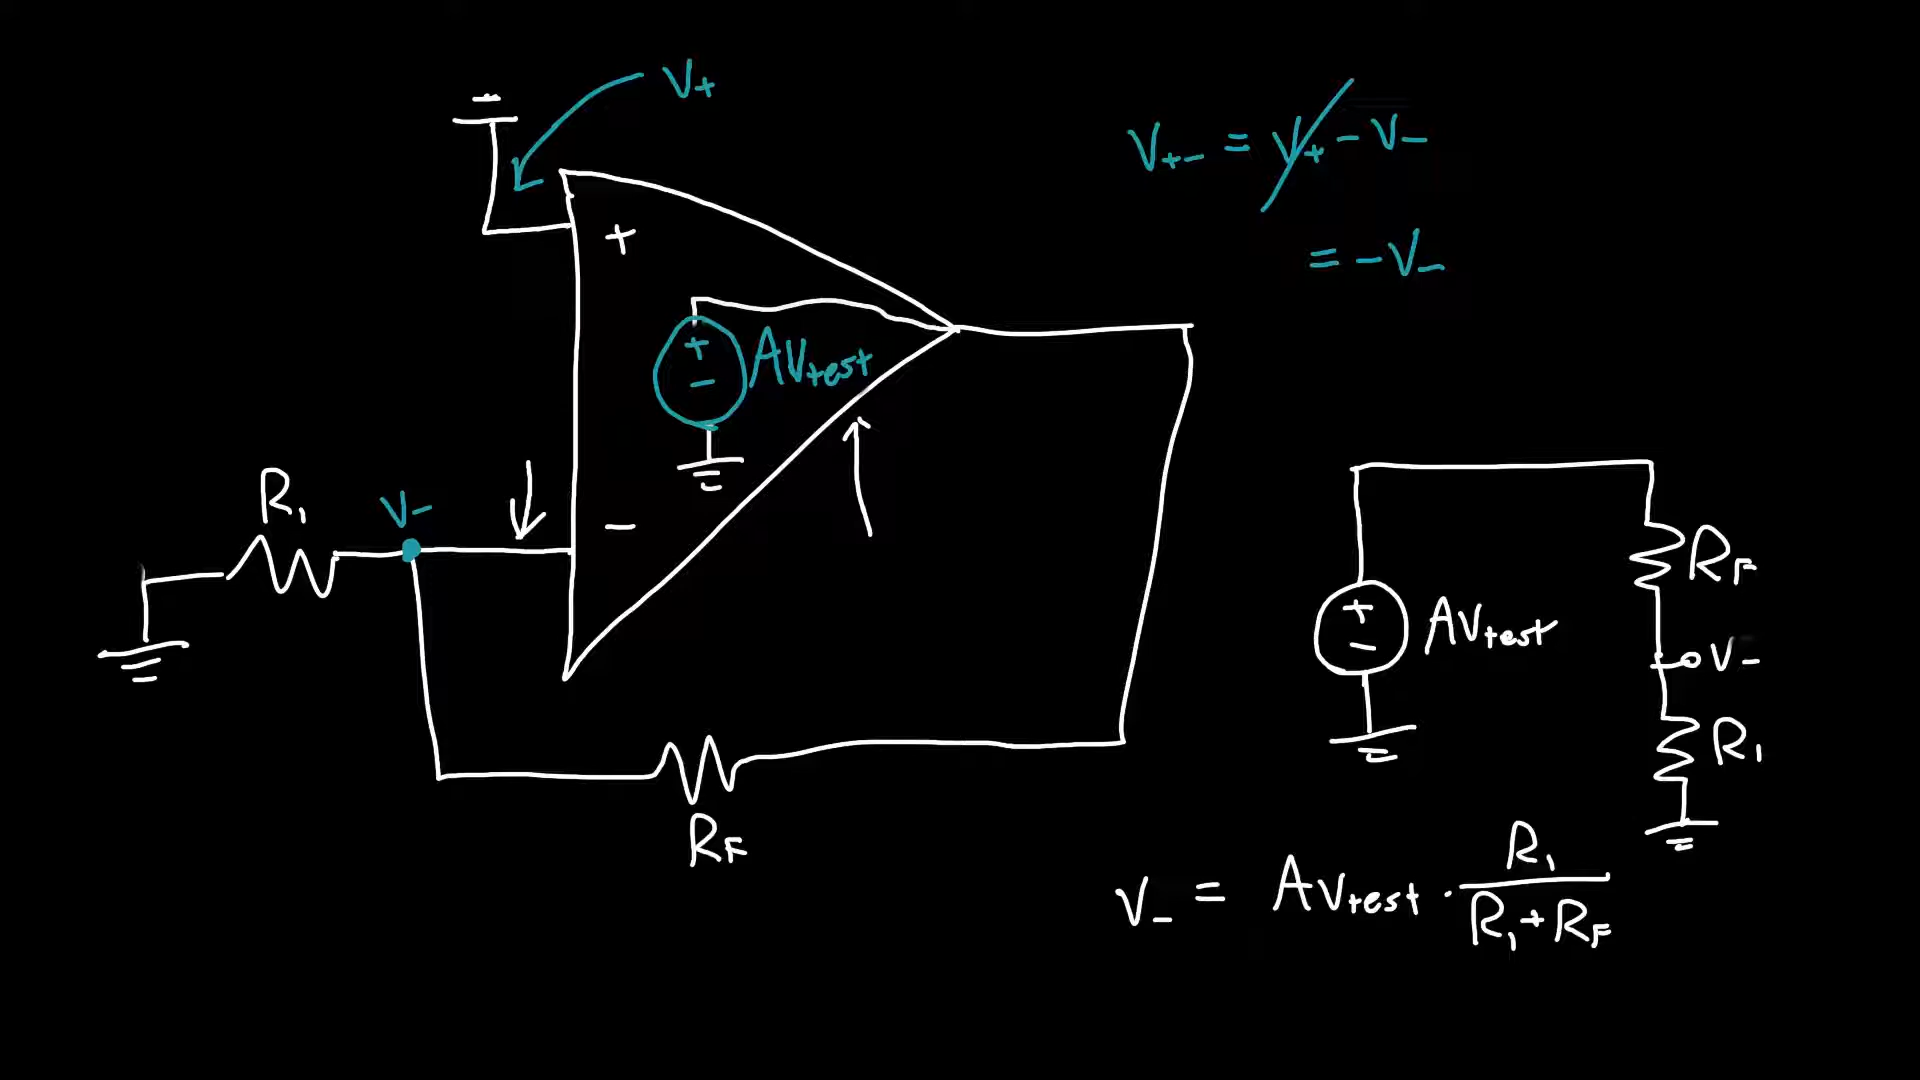 V+
V+- = V+ - V-
= -V-
+
+
-
AVtest
R1
V-
-
RF
RF
+
-
AVtest
V-
R1
V- = AVtest · R1 / R1+RF